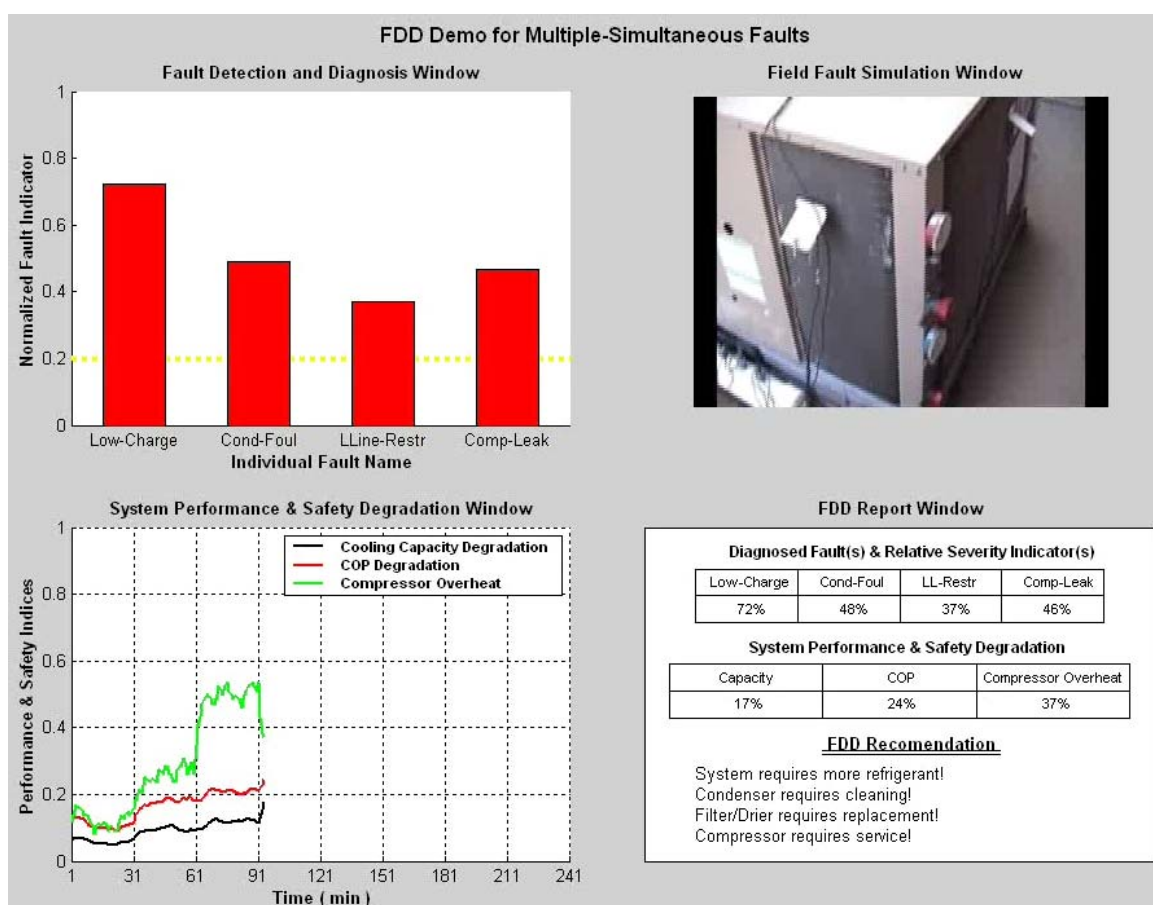 FDD Demo for Multiple-Simultaneous Faults
Fault Detection and Diagnosis Window
1
0.8
0.6
0.4
0.2
0
Normalized Fault Indicator
Low-Charge Cond-Foul LLine-Restr Comp-Leak
Individual Fault Name
Field Fault Simulation Window
System Performance & Safety Degradation Window
1
0.8
0.6
0.4
0.2
0
Performance & Safety Indices
Cooling Capacity Degradation
COP Degradation
Compressor Overheat
1 31 61 91 121 151 181 211 241
Time ( min )
FDD Report Window
Diagnosed Fault(s) & Relative Severity Indicator(s)
Low-Charge Cond-Foul LL-Restr Comp-Leak
72% 48% 37% 46%
System Performance & Safety Degradation
Capacity COP Compressor Overheat
17% 24% 37%
FDD Recomendation
System requires more refrigerant!
Condenser requires cleaning!
Filter/Drier requires replacement!
Compressor requires service!